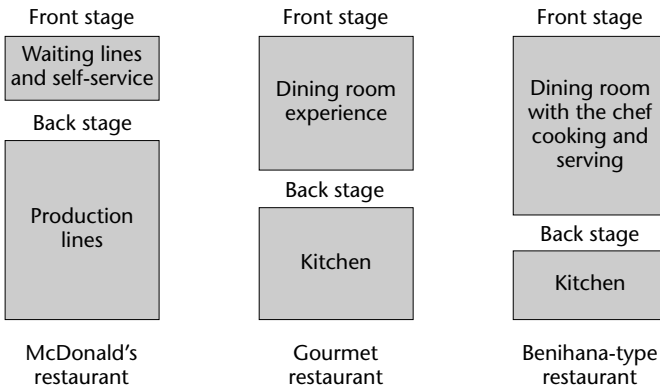 Front stage
Waiting lines
and self-service
Back stage
Production
lines
McDonald's
restaurant
Front stage
Dining room
experience
Back stage
Kitchen
Gourmet
restaurant
Front stage
Dining room
with the chef
cooking and
serving
Back stage
Kitchen
Benihana-type
restaurant